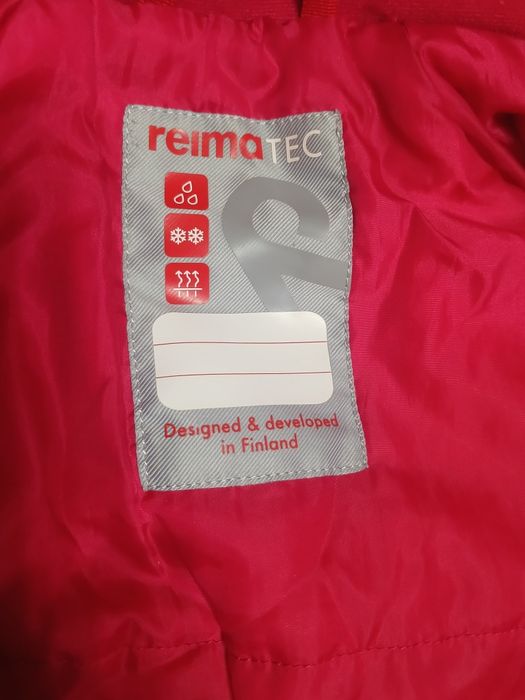 reimaTEC
Designed & developed
in Finland